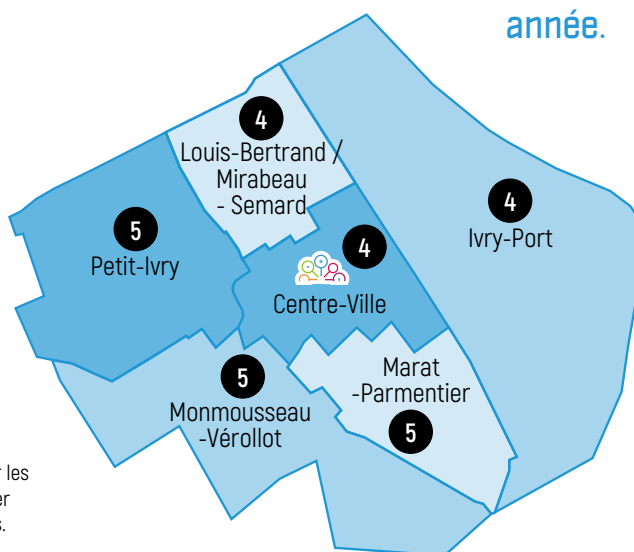 année.
4
Louis-Bertrand /
Mirabeau
- Semard
4
Ivry-Port
5
Petit-Ivry
4
Centre-Ville
5
Monmousseau
-Vérollot
Marat
-Parmentier
5
les